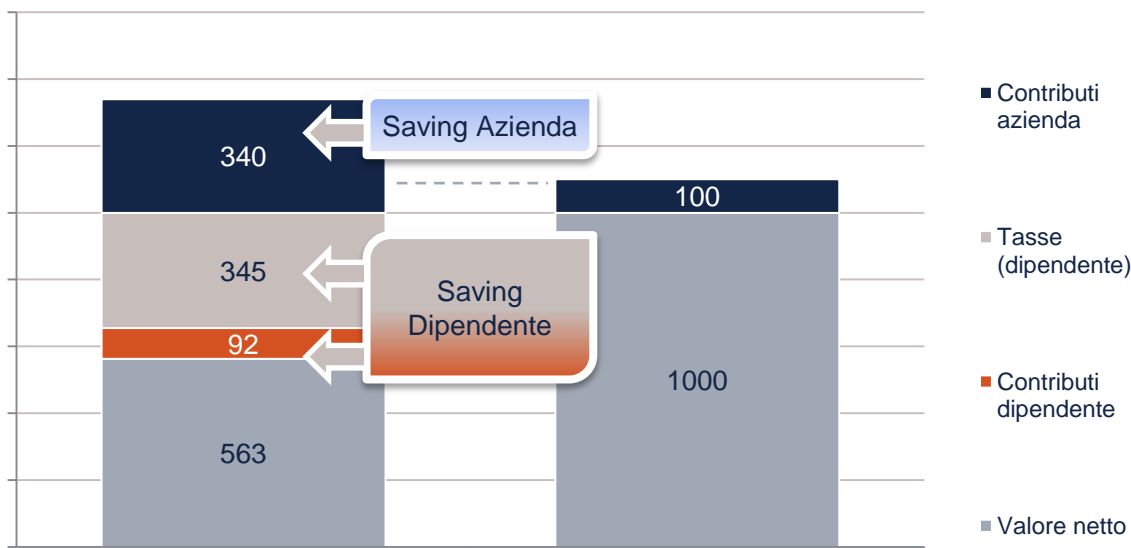 340
Saving Azienda
100
345
Saving
Dipendente
92
1000
563
Contributi
azienda
Tasse
(dipendente)
Contributi
dipendente
Valore netto